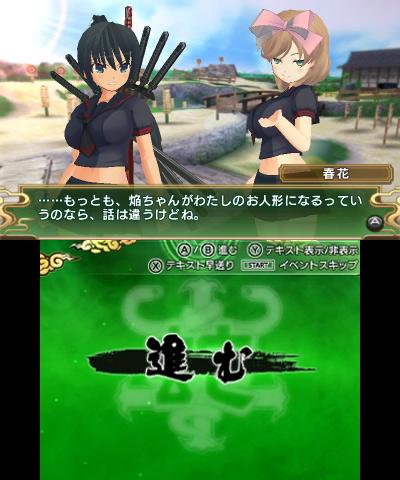 春花
……もっとも、焔ちゃんがわたしのお人形になるってい
うのなら、話は違うけどね。
Ⓐ
Ⓐ/Ⓑ 進む Ⓨ テキスト表示/非表示
Ⓧ テキスト早送り START イベントスキップ
進む